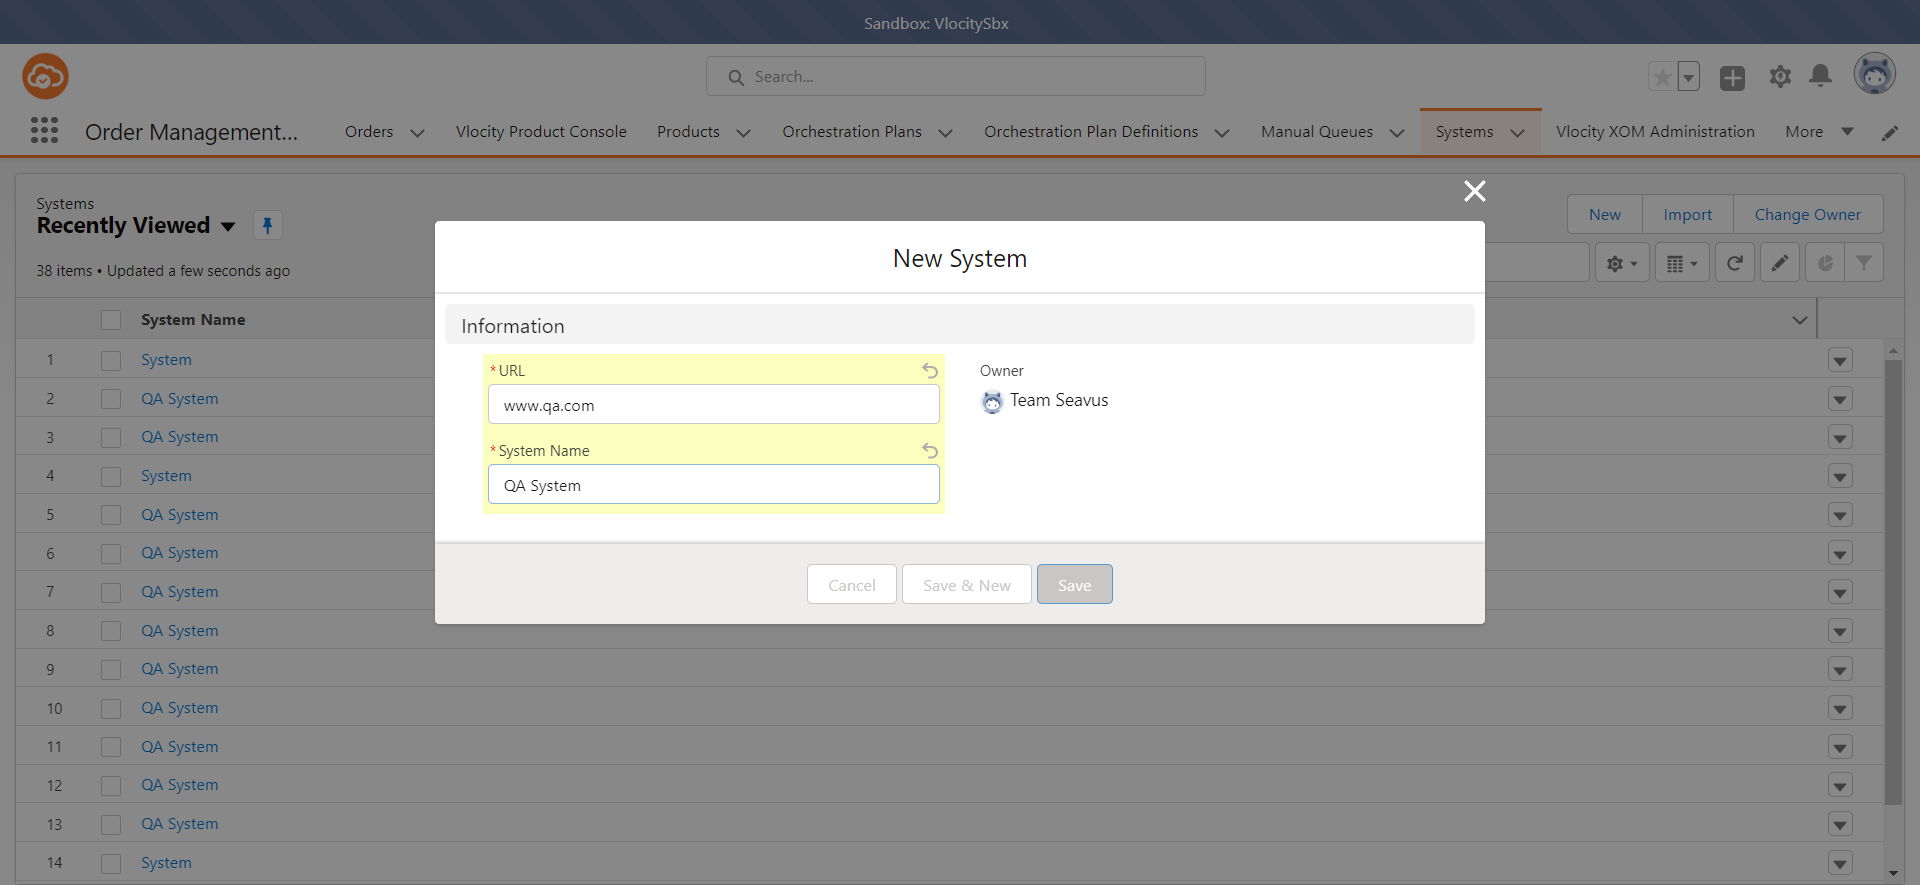 Sandbox: VlocitySbx
Search...
Order Management...
Orders
Vlocity Product Console
Products
Orchestration Plans
Orchestration Plan Definitions
Manual Queues
Systems
Vlocity XOM Administration
More
Systems
Recently Viewed
New
Import
Change Owner
38 items • Updated a few seconds ago
System Name
1 System
2 QA System
3 QA System
4 System
5 QA System
6 QA System
7 QA System
8 QA System
9 QA System
10 QA System
11 QA System
12 QA System
13 QA System
14 System
New System
Information
*URL
www.qa.com
*System Name
QA System
Owner
Team Seavus
Cancel
Save & New
Save